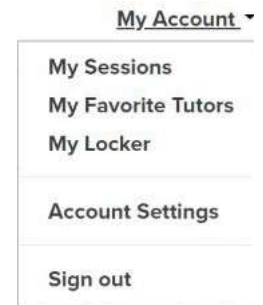 My Account
My Sessions
My Favorite Tutors
My Locker
Account Settings
Sign out